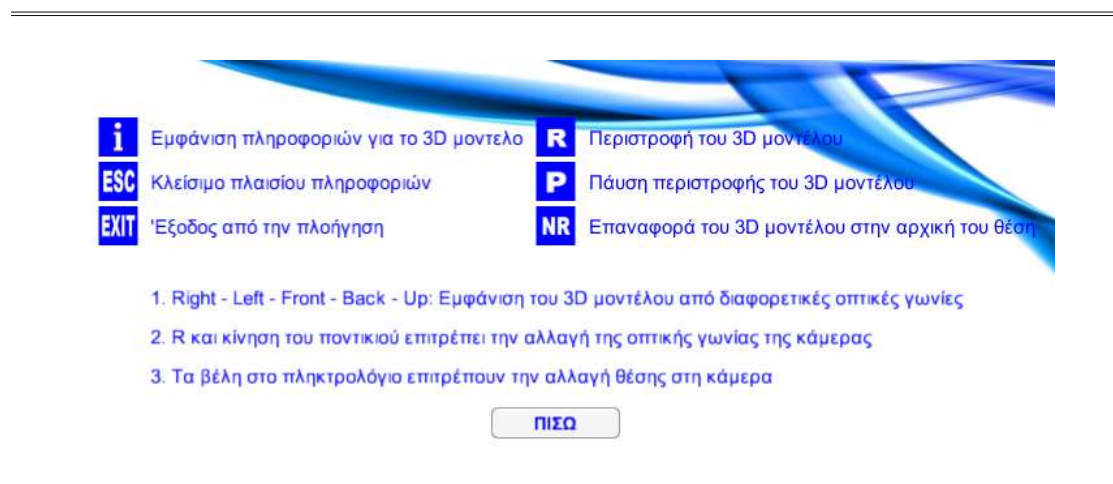 i Εμφάνιση πληροφοριών για το 3D μοντελο
R Περιστροφή του 3D μοντέλου
ESC Κλείσιμο πλαισίου πληροφοριών
P Πάυση περιστροφής του 3D μοντέλου
EXIT 'Εξοδος από την πλοήγηση
NR Επαναφορά του 3D μοντέλου στην αρχική του θέση
1. Right - Left - Front - Back - Up: Εμφάνιση του 3D μοντέλου από διαφορετικές οπτικές γωνίες
2. R και κίνηση του ποντικιού επιτρέπει την αλλαγή της οπτικής γωνίας της κάμερας
3. Τα βέλη στο πληκτρολόγιο επιτρέπουν την αλλαγή θέσης στη κάμερα
ΠΙΣΩ